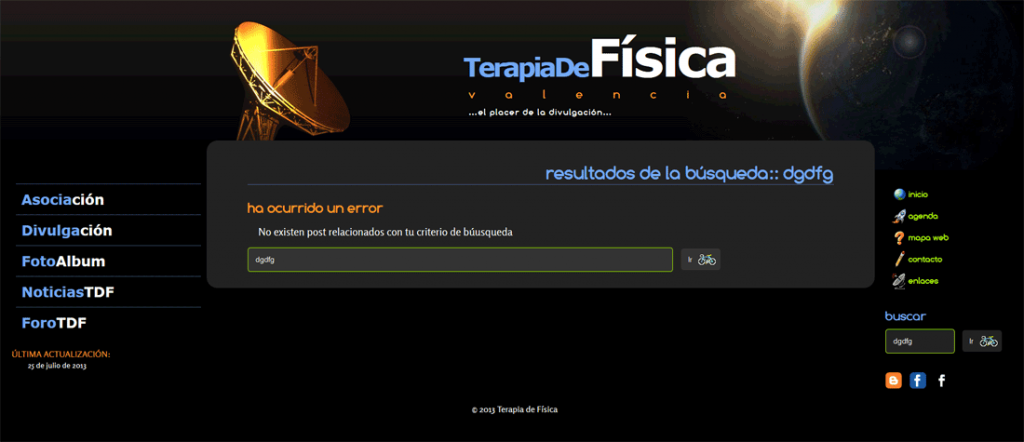 TerapiaDeFísica
valencia
...el placer de la divulgación...
Asociación
Divulgación
FotoAlbum
NoticiasTDF
ForoTDF
ÚLTIMA ACTUALIZACIÓN:
25 de julio de 2013
resultados de la búsqueda:: dgdfg
ha ocurrido un error
No existen post relacionados con tu criterio de búusqueda
dgdfg
Ir
inicio
agenda
mapa web
contacto
enlaces
buscar
dgdfg
Ir
© 2013 Terapia de Física